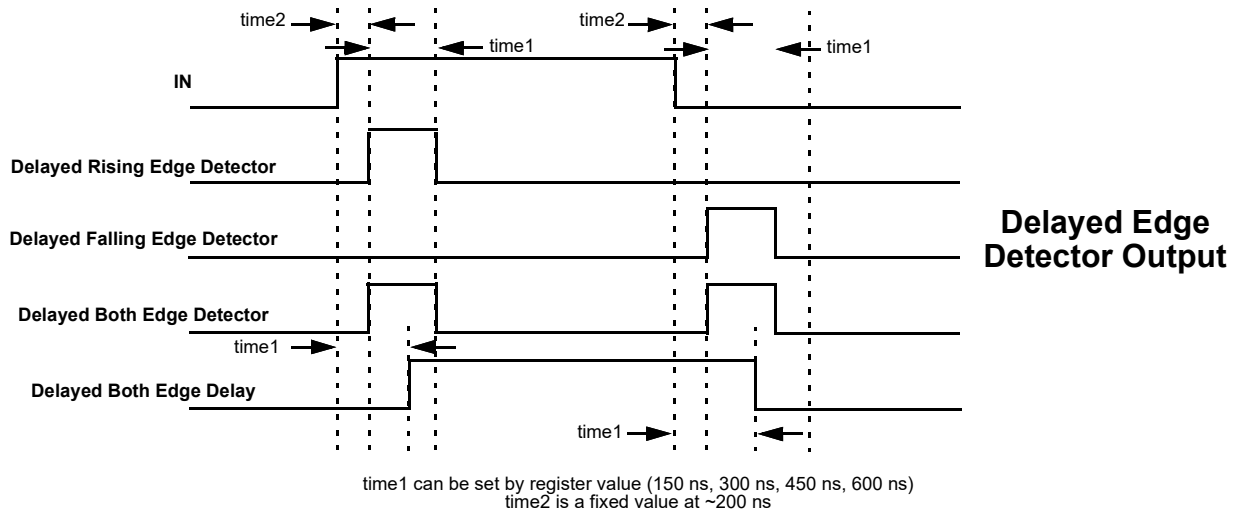 time2
time2
time1
time1
IN
Delayed Rising Edge Detector
Delayed Falling Edge Detector
Delayed Edge
Detector Output
Delayed Both Edge Detector
time1
Delayed Both Edge Delay
time1
time1 can be set by register value (150 ns, 300 ns, 450 ns, 600 ns)
time2 is a fixed value at ~200 ns